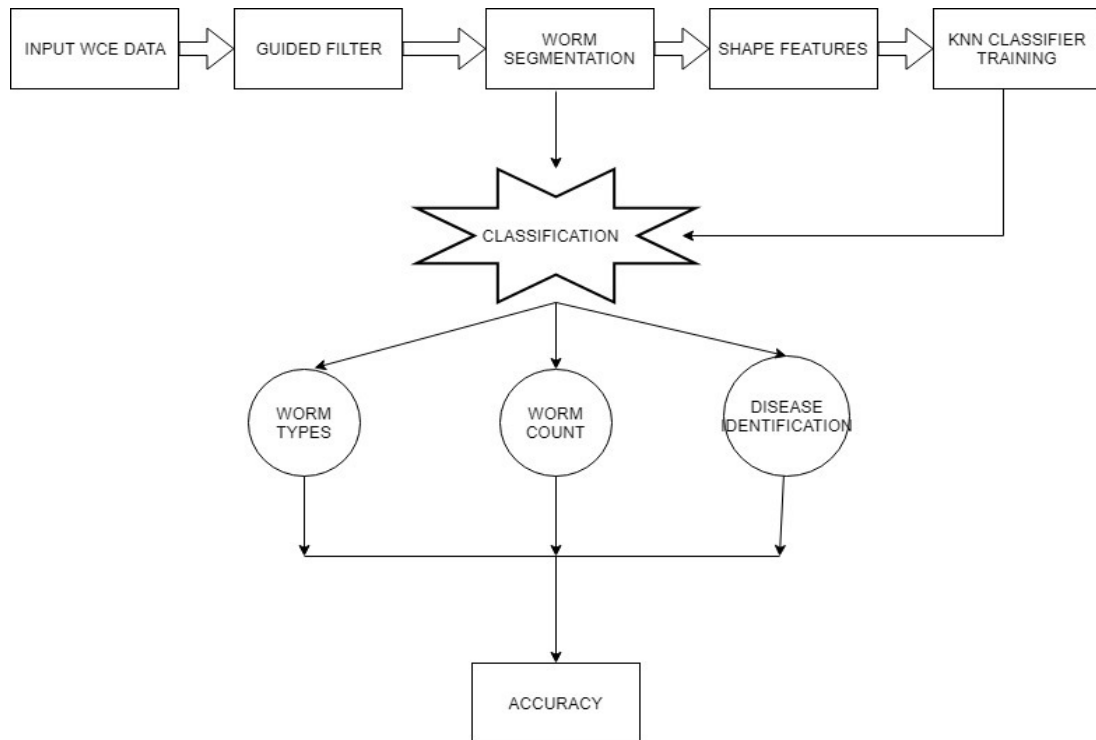 INPUT WCE DATA
GUIDED FILTER
WORM
SEGMENTATION
SHAPE FEATURES
KNN CLASSIFIER
TRAINING
CLASSIFICATION
WORM
TYPES
WORM
COUNT
DISEASE
IDENTIFICATION
ACCURACY